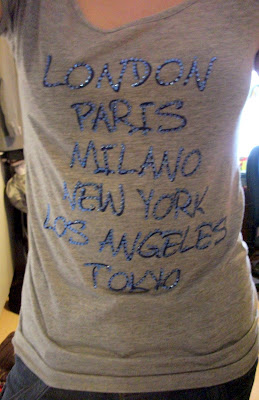 LONDON
PARIS
MILANO
NEW YORK
LOS ANGELES
TOKYO